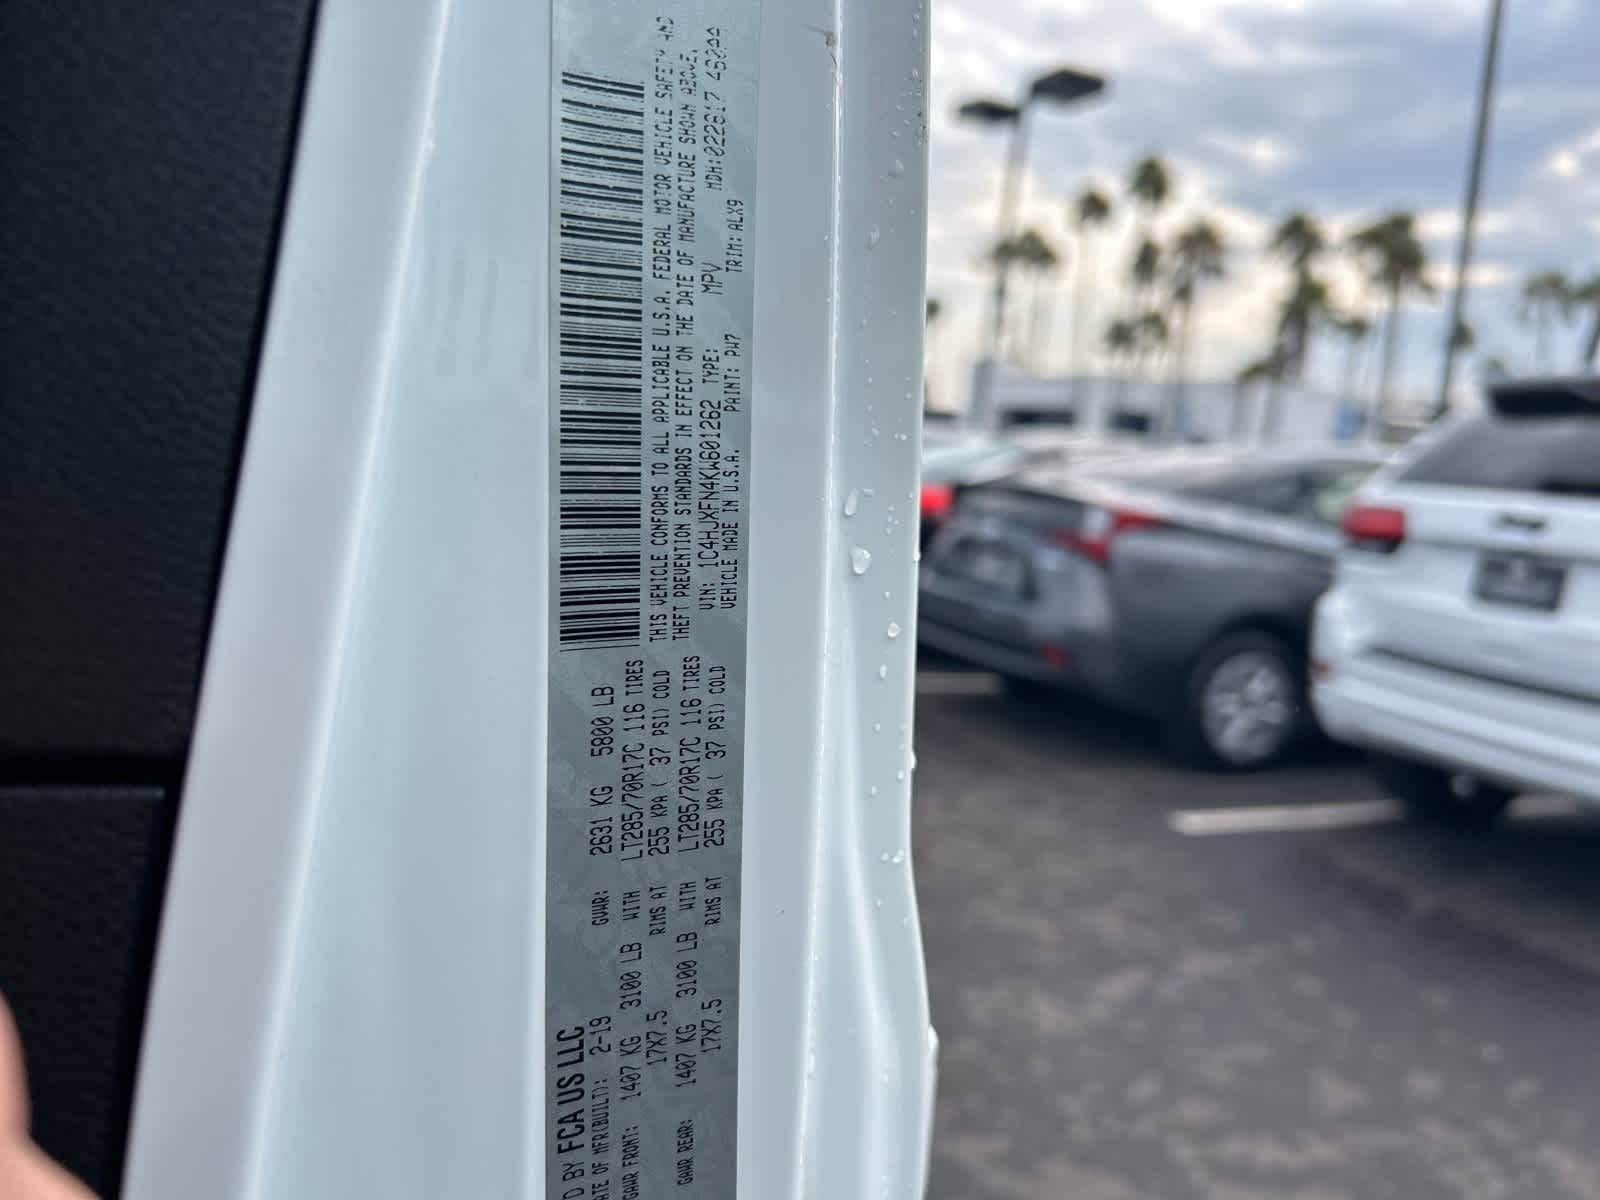 D BY FCA US LLC
ATE OF MFR(BUILT): 2-19 GVWR: 2631 KG 5800 LB
GAWR FRONT: 1407 KG 3100 LB WITH LT285/70R17C 116 TIRES
17X7.5 RIMS AT 255 KPA ( 37 PSI) COLD
GAWR REAR: 1407 KG 3100 LB WITH LT285/70R17C 116 TIRES
17X7.5 RIMS AT 255 KPA ( 37 PSI) COLD
THIS VEHICLE CONFORMS TO ALL APPLICABLE U.S.A. FEDERAL MOTOR VEHICLE SAFETY AND
THEFT PREVENTION STANDARDS IN EFFECT ON THE DATE OF MANUFACTURE SHOWN ABOVE.
VIN: 1C4HJXFN4KW601262 TYPE: MPV MDH:022617
VEHICLE MADE IN U.S.A. PAINT: PW7 TRIM: ALX9
Jeep